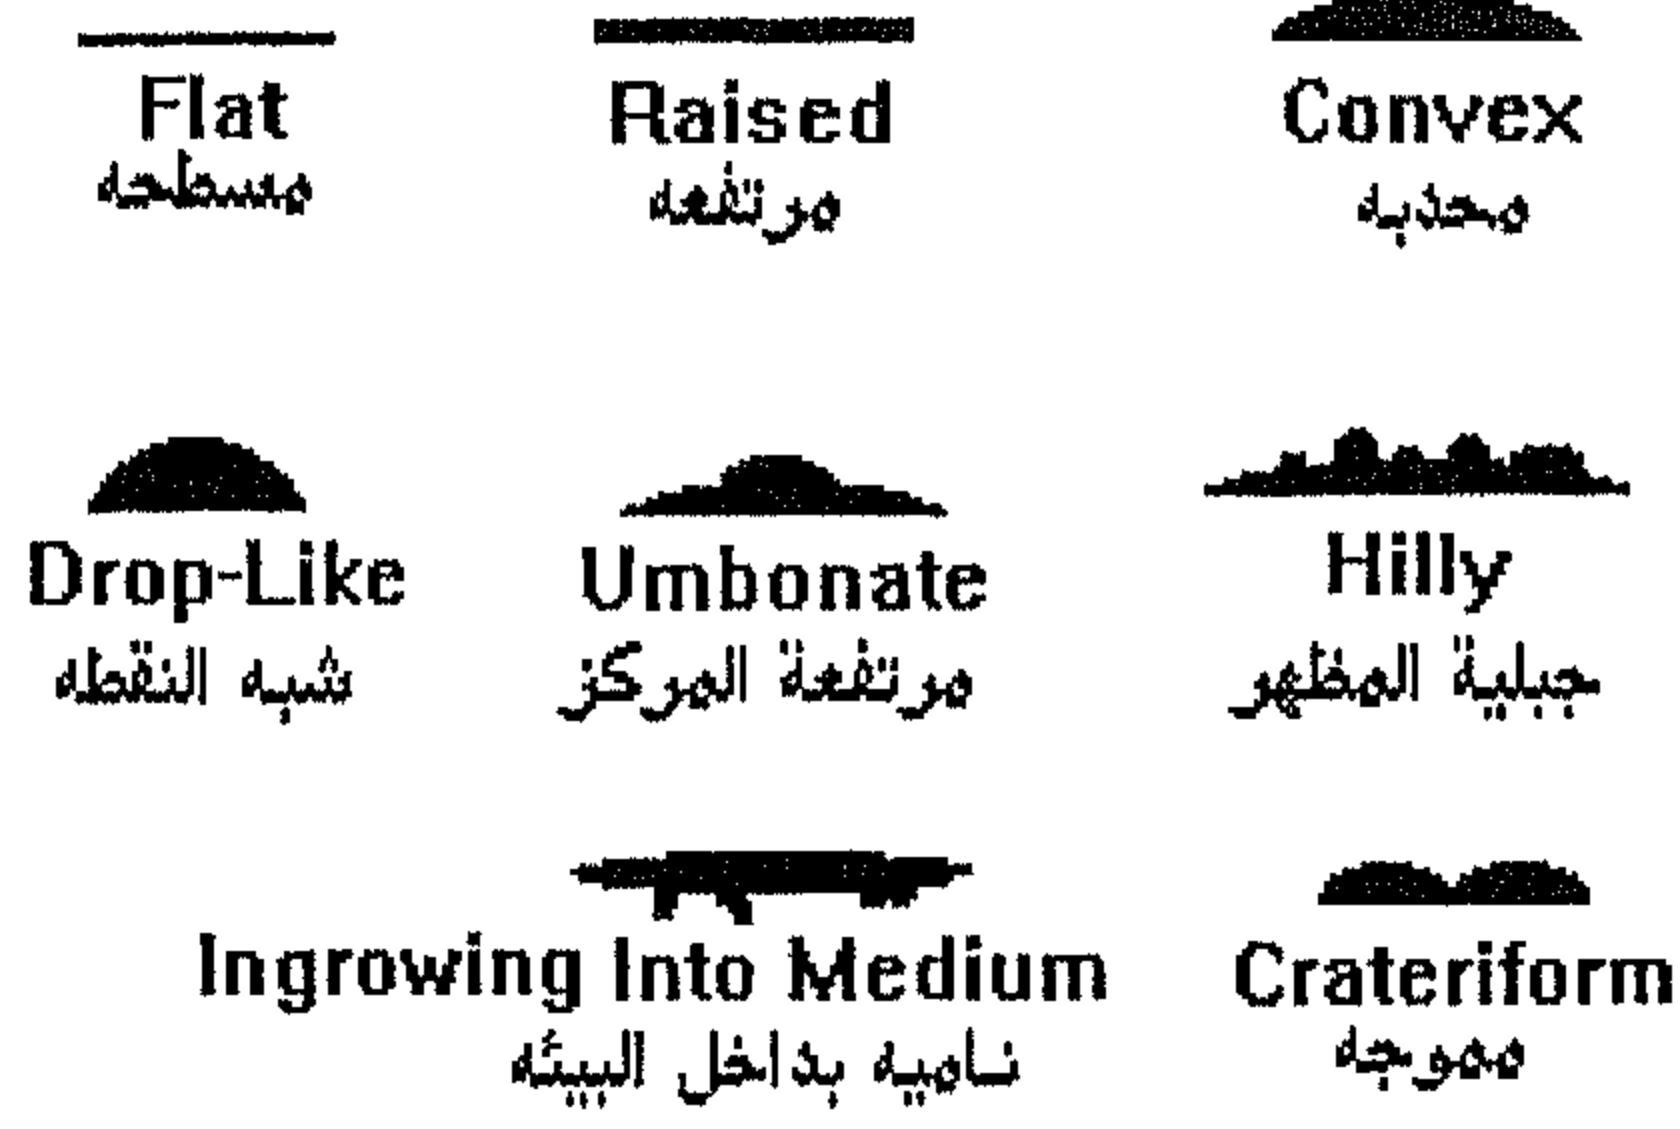 Flat
مسطحه
Raised
مرتفعه
Convex
محدبه
Drop-Like
شبه النقطه
Umbonate
مرتفعة المركز
Hilly
جبلية المظهر
Ingrowing Into Medium
ناميه بداخل البيئه
Crateriform
مموجه